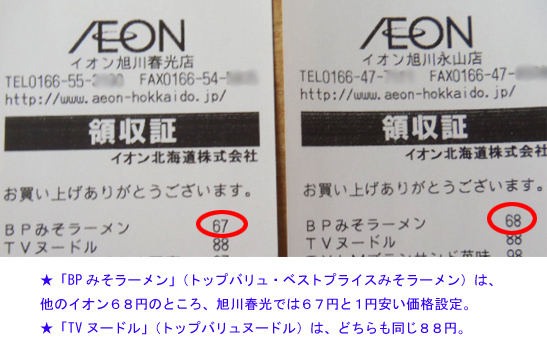 ÆON
イオン旭川春光店
TEL0166-55- FAX0166-54-
http://www.aeon-hokkaido.jp/
領収証
イオン北海道株式会社
お買い上げありがとうございます。
BPみそラーメン 67
TVヌードル 88
ÆON
イオン旭川永山店
TEL0166-47- FAX0166-47-
http://www.aeon-hokkaido.jp/
領収証
イオン北海道株式会社
お買い上げありがとうございます。
BPみそラーメン 68
TVヌードル 88
★「BPみそラーメン」(トップバリュ・ベストプライスみそラーメン)は、
他のイオン68円のところ、旭川春光では67円と1円安い価格設定。
★「TVヌードル」(トップバリュヌードル)は、どちらも同じ88円。